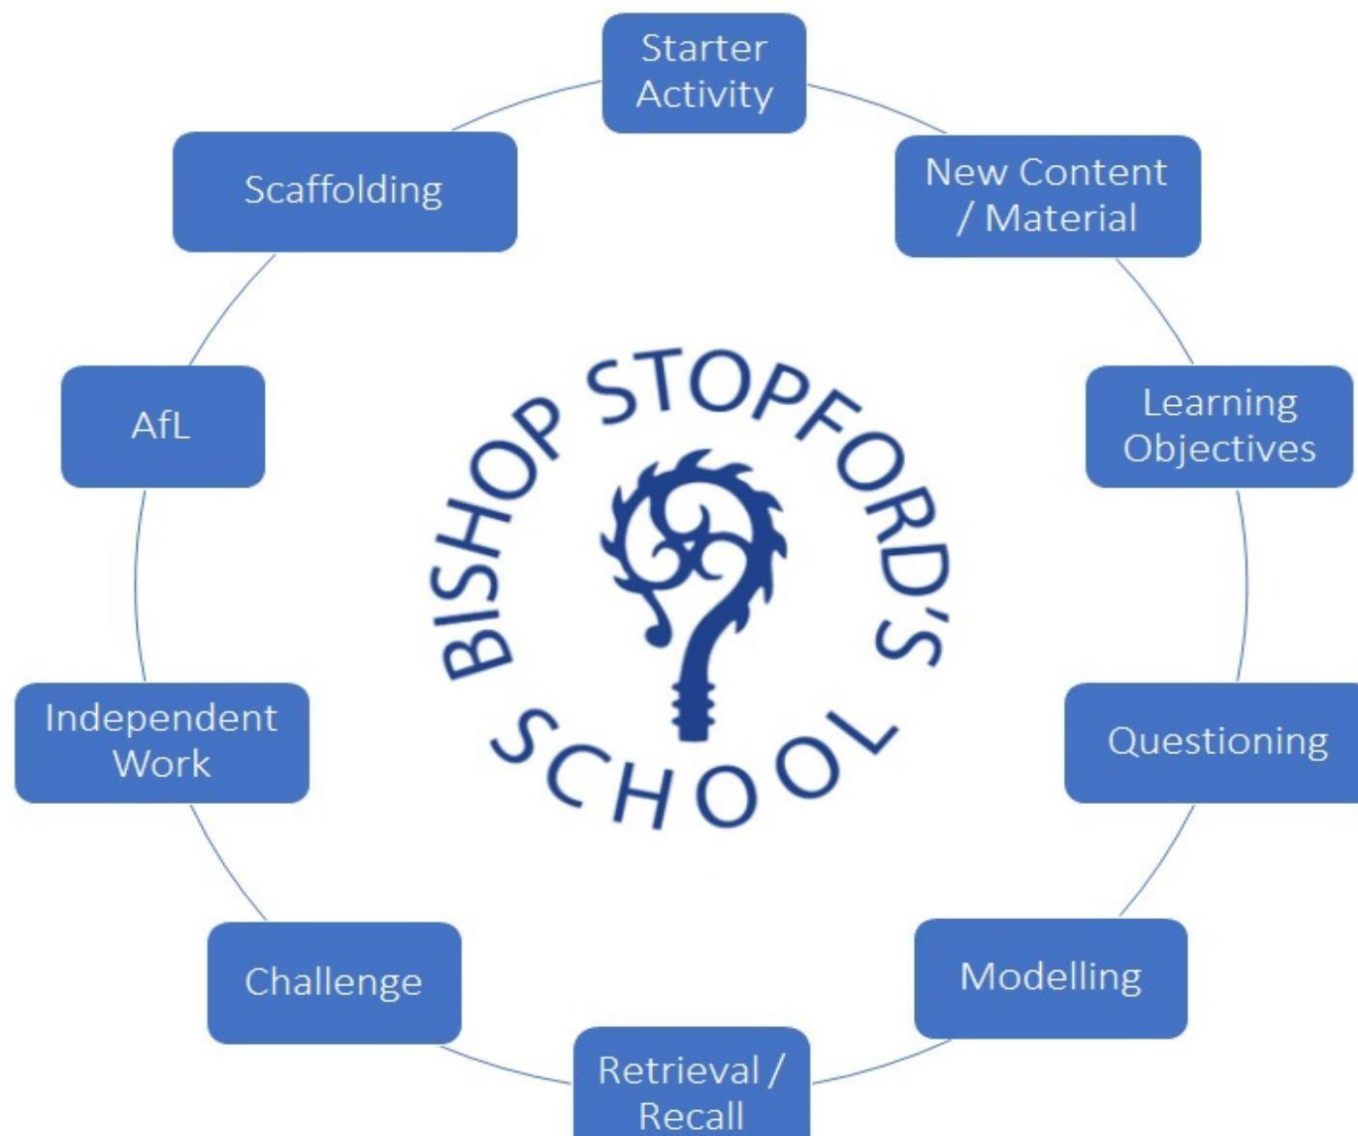 Starter
Activity
New Content
/ Material
Learning
Objectives
Questioning
Modelling
Retrieval /
Recall
Challenge
Independent
Work
AfL
Scaffolding
BISHOP STOPFORD'S
SCHOOL